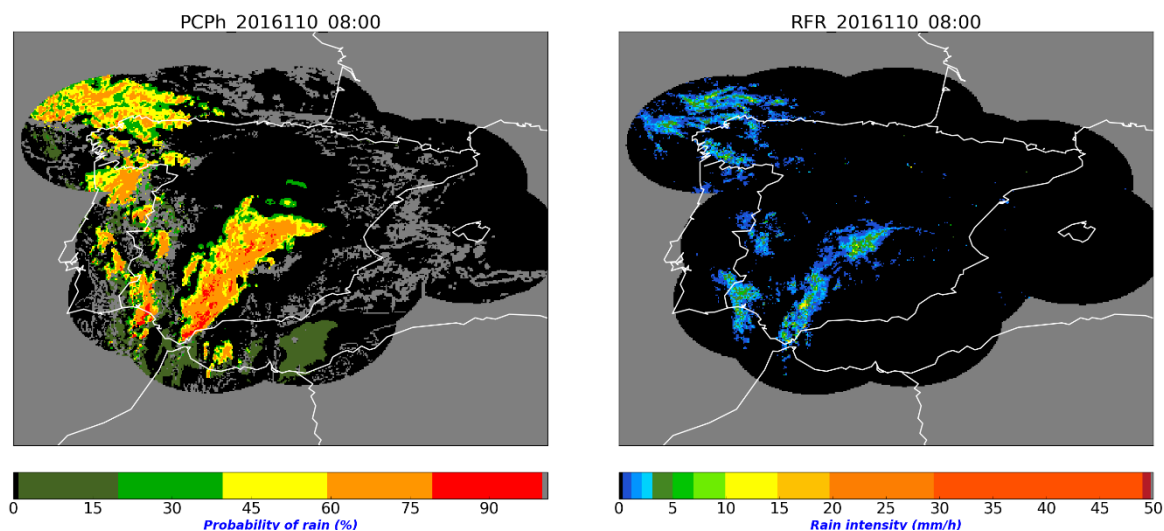 PCPh_2016110_08:00
RFR_2016110_08:00
0 15 30 45 60 75 90
Probability of rain (%)
0 5 10 15 20 25 30 35 40 45 50
Rain intensity (mm/h)